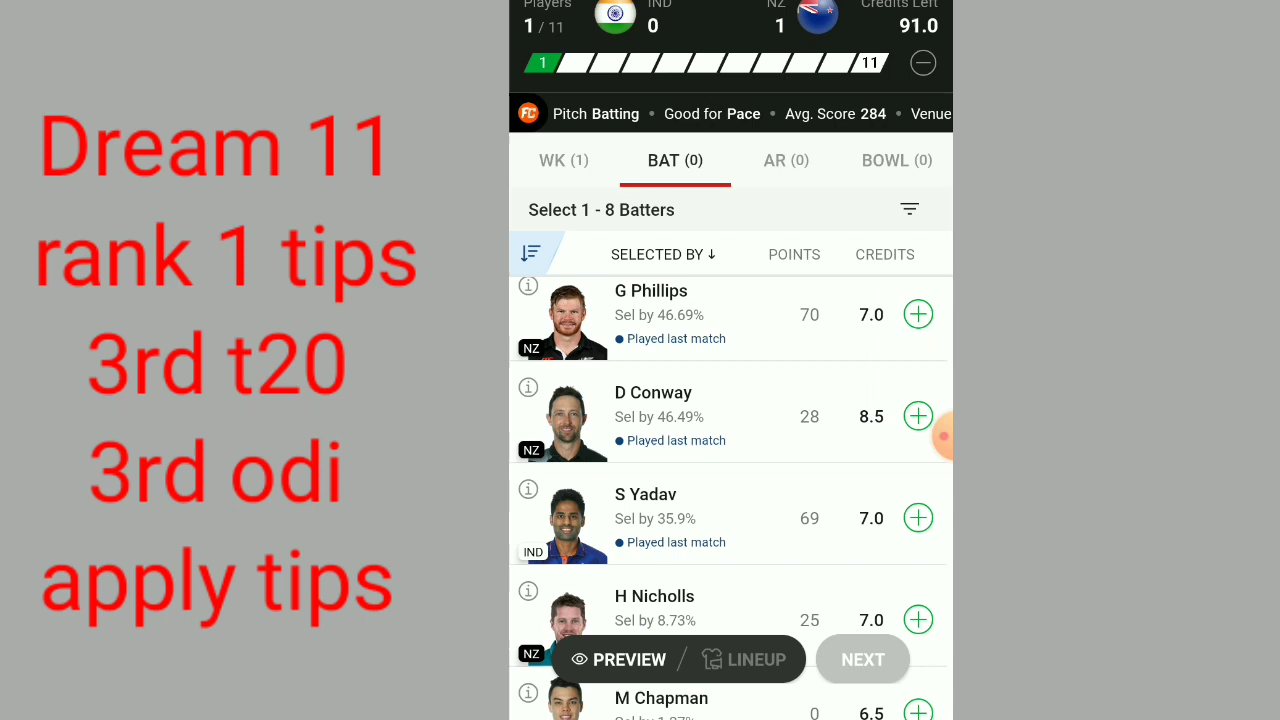 Dream 11
rank 1 tips
3rd t20
3rd odi
apply tips
Players IND NZ Credits Left
1 / 11 0 1 91.0
1 11
FC Pitch Batting • Good for Pace • Avg. Score 284 • Venue
WK (1) BAT (0) AR (0) BOWL (0)
Select 1 - 8 Batters
SELECTED BY ↓ POINTS CREDITS
G Phillips
Sel by 46.69% 70 7.0
Played last match
NZ
D Conway
Sel by 46.49% 28 8.5
Played last match
NZ
S Yadav
Sel by 35.9% 69 7.0
Played last match
IND
H Nicholls
Sel by 8.73% 25 7.0
NZ
PREVIEW / LINEUP NEXT
M Chapman
0 6.5